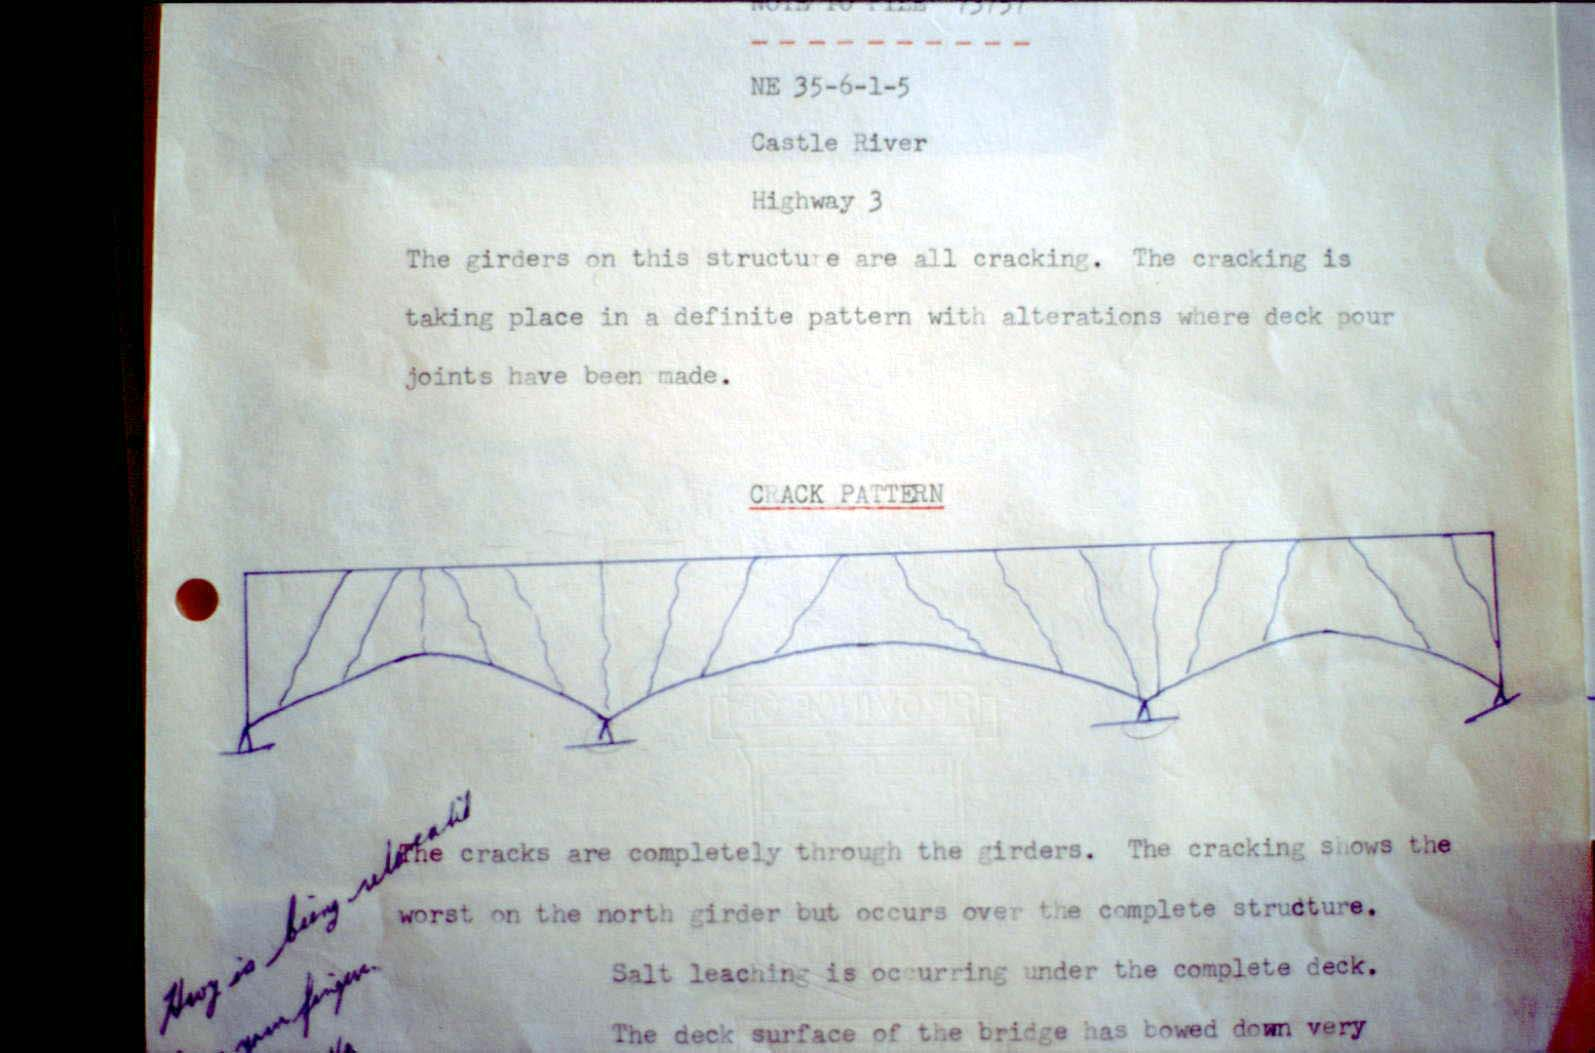 NOTE TO FILE
NE 35-6-1-5
Castle River
Highway 3
The girders on this structure are all cracking. The cracking is
taking place in a definite pattern with alterations where deck pour
joints have been made.
CRACK PATTERN
The cracks are completely through the girders. The cracking shows the
worst on the north girder but occurs over the complete structure.
Salt leaching is occurring under the complete deck.
The deck surface of the bridge has bowed down very
Hwy is being relocated